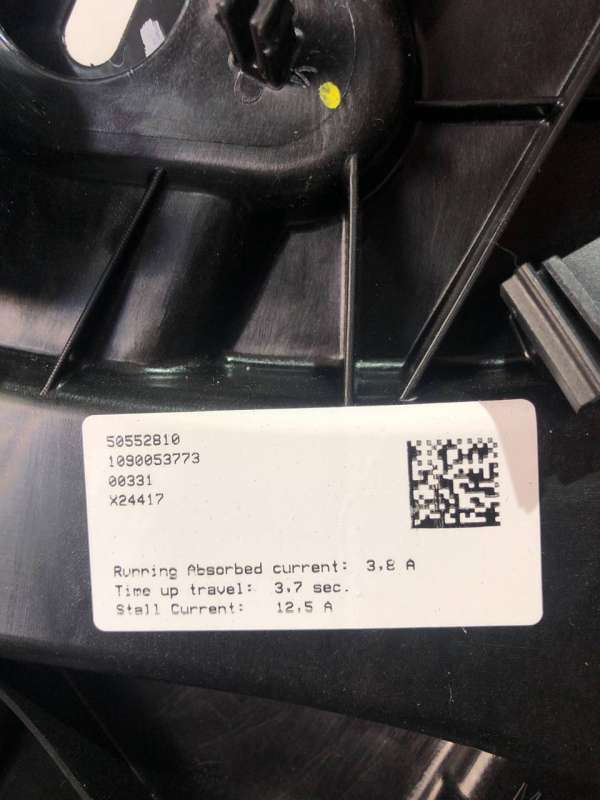 50552810
1090053773
00331
X24417
Running Absorbed current: 3,8 A
Time up travel: 3,7 sec.
Stall Current: 12,5 A